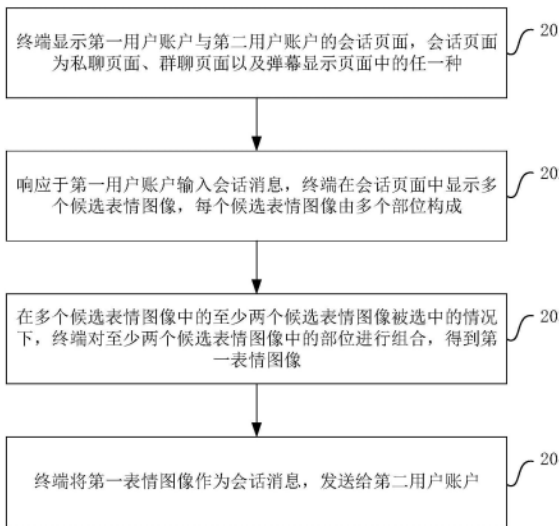 终端显示第一用户账户与第二用户账户的会话页面，会话页面
为私聊页面、群聊页面以及弹幕显示页面中的任一种
20
响应于第一用户账户输入会话消息，终端在会话页面中显示多
个候选表情图像，每个候选表情图像由多个部位构成
20
在多个候选表情图像中的至少两个候选表情图像被选中的情况
下，终端对至少两个候选表情图像中的部位进行组合，得到第
一表情图像
20
终端将第一表情图像作为会话消息，发送给第二用户账户
20